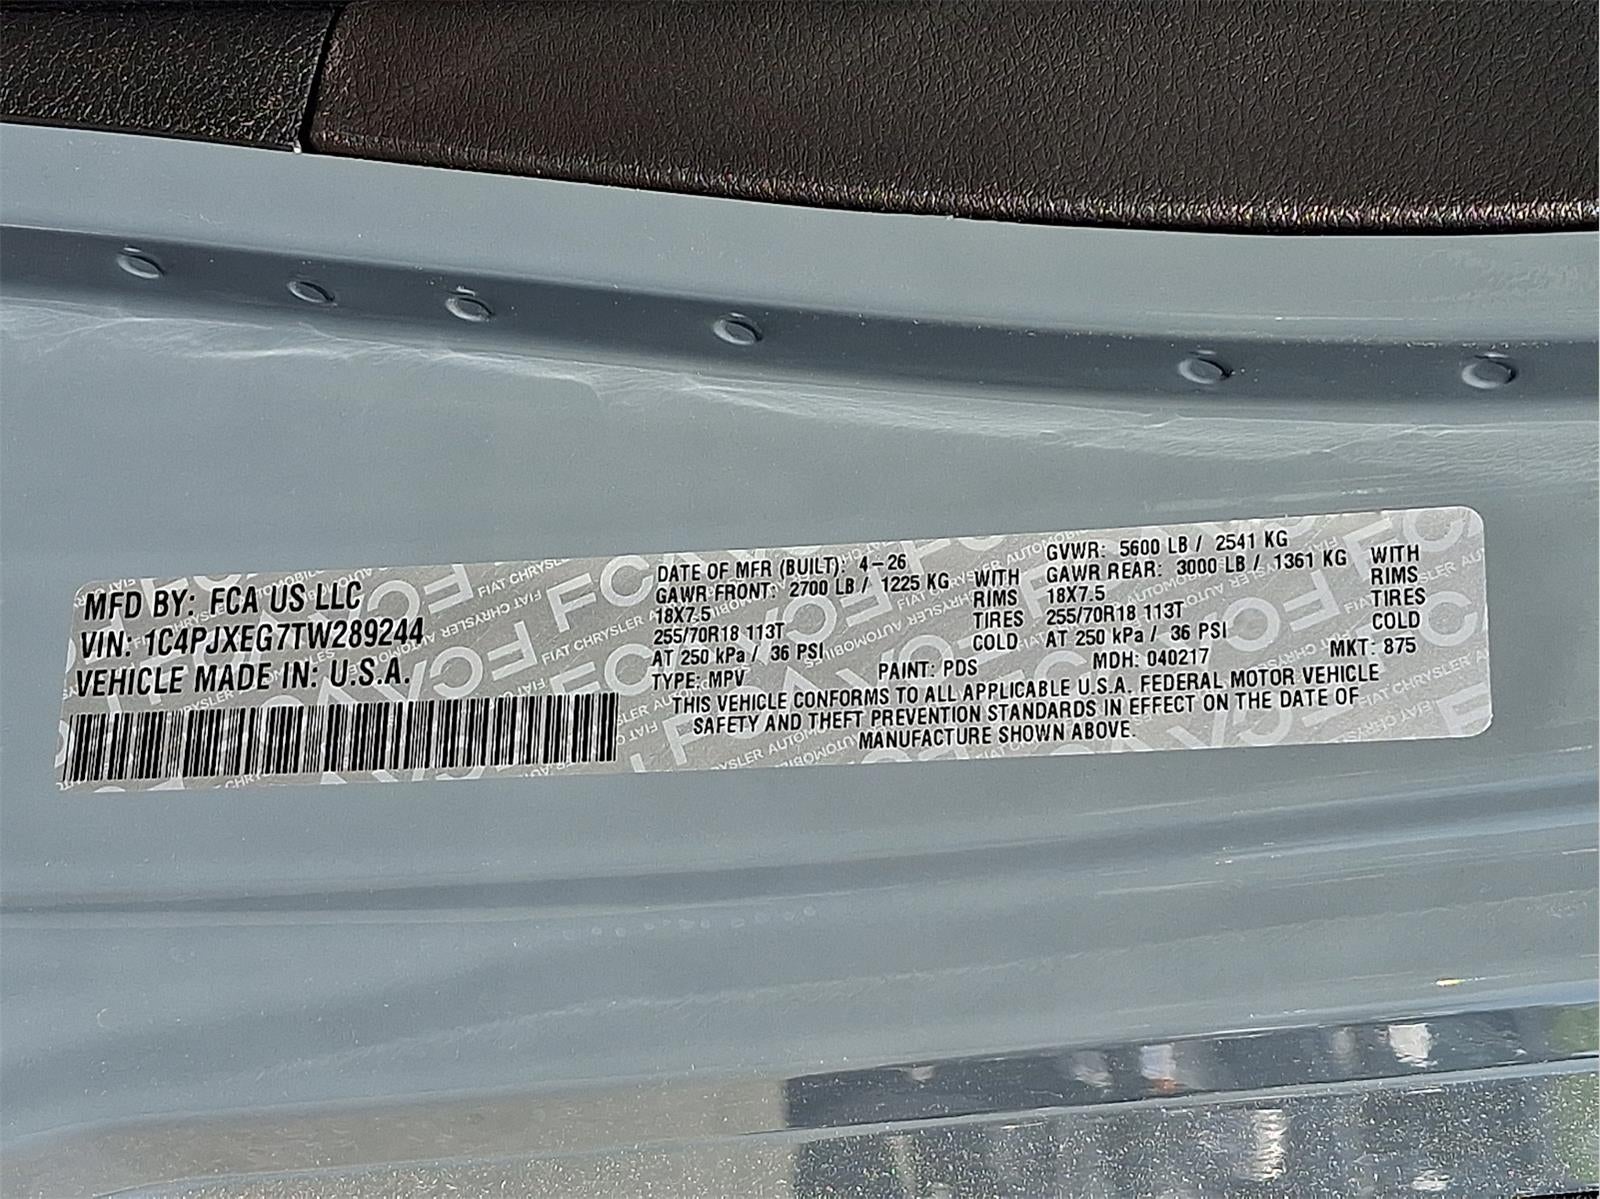 MFD BY: FCA US LLC
VIN: 1C4PJXEG7TW289244
VEHICLE MADE IN: U.S.A.
DATE OF MFR (BUILT): 4-26
GAWR FRONT: 2700 LB / 1225 KG WITH
18X7.5 RIMS
255/70R18 113T TIRES
AT 250 kPa / 36 PSI COLD
TYPE: MPV
GVWR: 5600 LB / 2541 KG
GAWR REAR: 3000 LB / 1361 KG WITH
18X7.5 RIMS
255/70R18 113T TIRES
AT 250 kPa / 36 PSI COLD
PAINT: PDS MDH: 040217 MKT: 875
THIS VEHICLE CONFORMS TO ALL APPLICABLE U.S.A. FEDERAL MOTOR VEHICLE
SAFETY AND THEFT PREVENTION STANDARDS IN EFFECT ON THE DATE OF
MANUFACTURE SHOWN ABOVE.